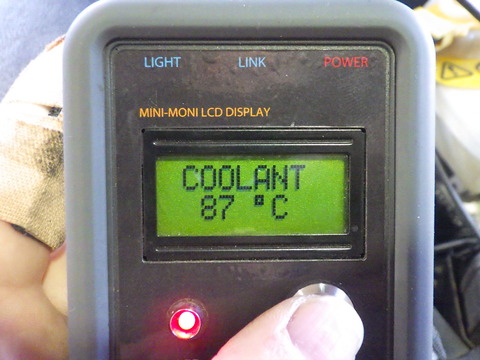 LIGHT LINK POWER
MINI-MONI LCD DISPLAY
COOLANT
87 °C